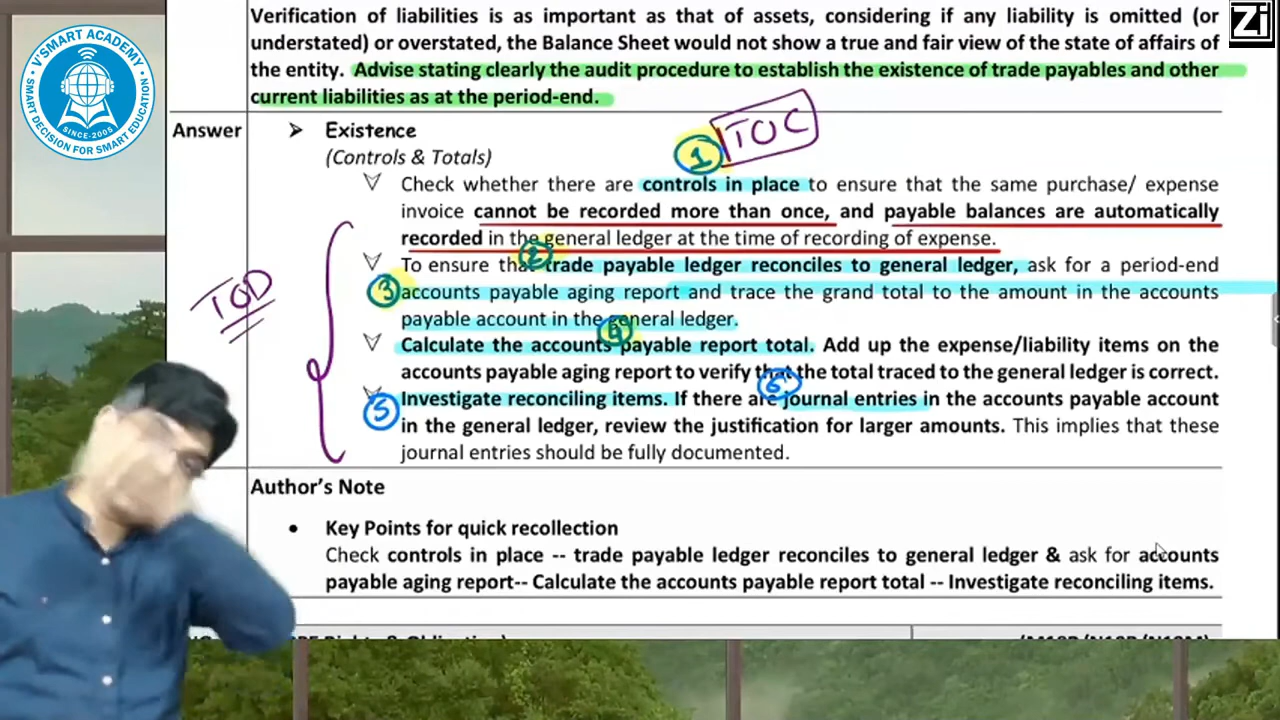 Verification of liabilities is as important as that of assets, considering if any liability is omitted (or
understated) or overstated, the Balance Sheet would not show a true and fair view of the state of affairs of
the entity. Advise stating clearly the audit procedure to establish the existence of trade payables and other
current liabilities as at the period-end.
V'SMART ACADEMY
SMART DECISION FOR SMART EDUCATION
SINCE-2005
Zi
Answer
➢ Existence
(Controls & Totals)
1 TOC
Check whether there are controls in place to ensure that the same purchase/ expense
invoice cannot be recorded more than once, and payable balances are automatically
recorded in the general ledger at the time of recording of expense.
2
To ensure that trade payable ledger reconciles to general ledger, ask for a period-end
TOD
3
accounts payable aging report and trace the grand total to the amount in the accounts
payable account in the general ledger.
4
Calculate the accounts payable report total. Add up the expense/liability items on the
accounts payable aging report to verify that the total traced to the general ledger is correct.
5 6
Investigate reconciling items. If there are journal entries in the accounts payable account
in the general ledger, review the justification for larger amounts. This implies that these
journal entries should be fully documented.
Author's Note
• Key Points for quick recollection
Check controls in place -- trade payable ledger reconciles to general ledger & ask for accounts
payable aging report-- Calculate the accounts payable report total -- Investigate reconciling items.